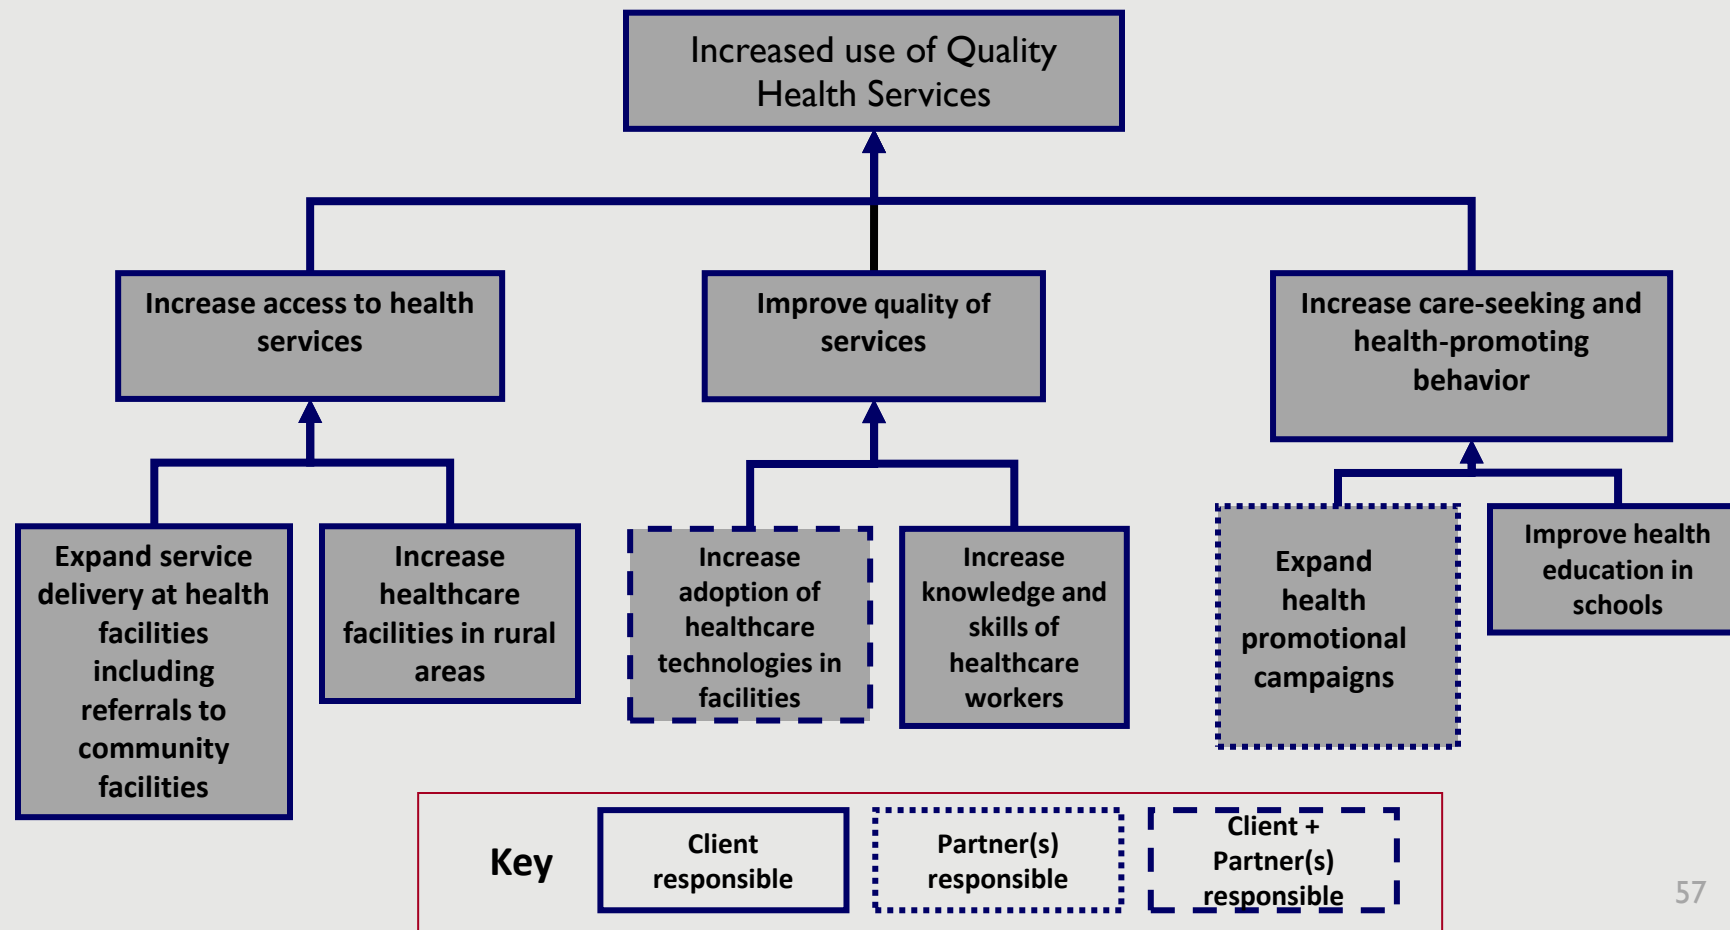 Increased use of Quality
Health Services
Increase access to health
services
Improve quality of
services
Increase care-seeking and
health-promoting
behavior
Expand service
delivery at health
facilities
including
referrals to
community
facilities
Increase
healthcare
facilities in rural
areas
Increase
adoption of
healthcare
technologies in
facilities
Increase
knowledge and
skills of
healthcare
workers
Expand
health
promotional
campaigns
Improve health
education in
schools
Key
Client
responsible
Partner(s)
responsible
Client +
Partner(s)
responsible
57